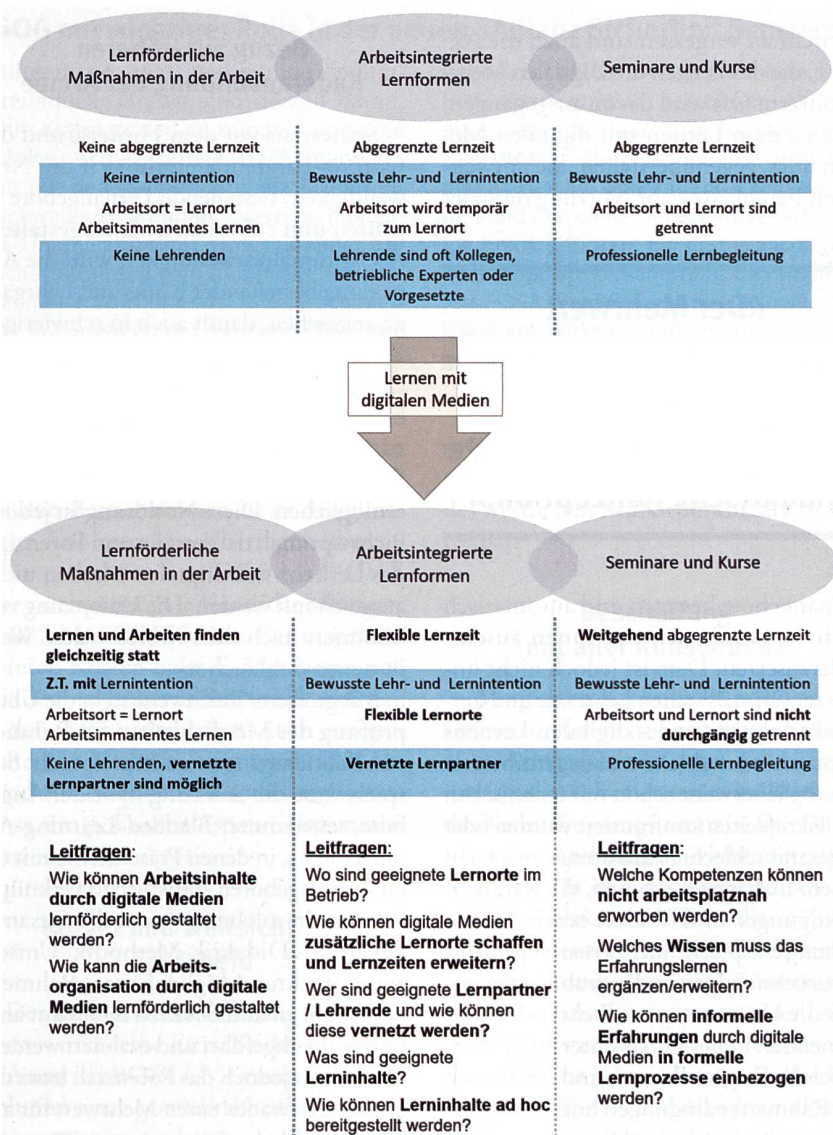 Lernförderliche
Maßnahmen in der Arbeit
Arbeitsintegrierte
Lernformen
Seminare und Kurse
Keine abgegrenzte Lernzeit
Abgegrenzte Lernzeit
Abgegrenzte Lernzeit
Keine Lernintention
Bewusste Lehr- und Lernintention
Bewusste Lehr- und Lernintention
Arbeitsort = Lernort
Arbeitsimmanentes Lernen
Arbeitsort wird temporär
zum Lernort
Arbeitsort und Lernort sind
getrennt
Keine Lehrenden
Lehrende sind oft Kollegen,
betriebliche Experten oder
Vorgesetzte
Professionelle Lernbegleitung
Lernen mit
digitalen Medien
Lernförderliche
Maßnahmen in der Arbeit
Arbeitsintegrierte
Lernformen
Seminare und Kurse
Lernen und Arbeiten finden
gleichzeitig statt
Flexible Lernzeit
Weitgehend abgegrenzte Lernzeit
Z.T. mit Lernintention
Bewusste Lehr- und Lernintention
Bewusste Lehr- und Lernintention
Arbeitsort = Lernort
Arbeitsimmanentes Lernen
Flexible Lernorte
Arbeitsort und Lernort sind nicht
durchgängig getrennt
Keine Lehrenden, vernetzte
Lernpartner sind möglich
Vernetzte Lernpartner
Professionelle Lernbegleitung
Leitfragen:
Wie können Arbeitsinhalte
durch digitale Medien
lernförderlich gestaltet
werden?
Wie kann die Arbeits-
organisation durch digitale
Medien lernförderlich gestaltet
werden?
Leitfragen:
Wo sind geeignete Lernorte im
Betrieb?
Wie können digitale Medien
zusätzliche Lernorte schaffen
und Lernzeiten erweitern?
Wer sind geeignete Lernpartner
/ Lehrende und wie können
diese vernetzt werden?
Was sind geeignete
Lerninhalte?
Wie können Lerninhalte ad hoc
bereitgestellt werden?
Leitfragen:
Welche Kompetenzen können
nicht arbeitsplatznah
erworben werden?
Welches Wissen muss das
Erfahrungslernen
ergänzen/erweitern?
Wie können informelle
Erfahrungen durch digitale
Medien in formelle
Lernprozesse einbezogen
werden?